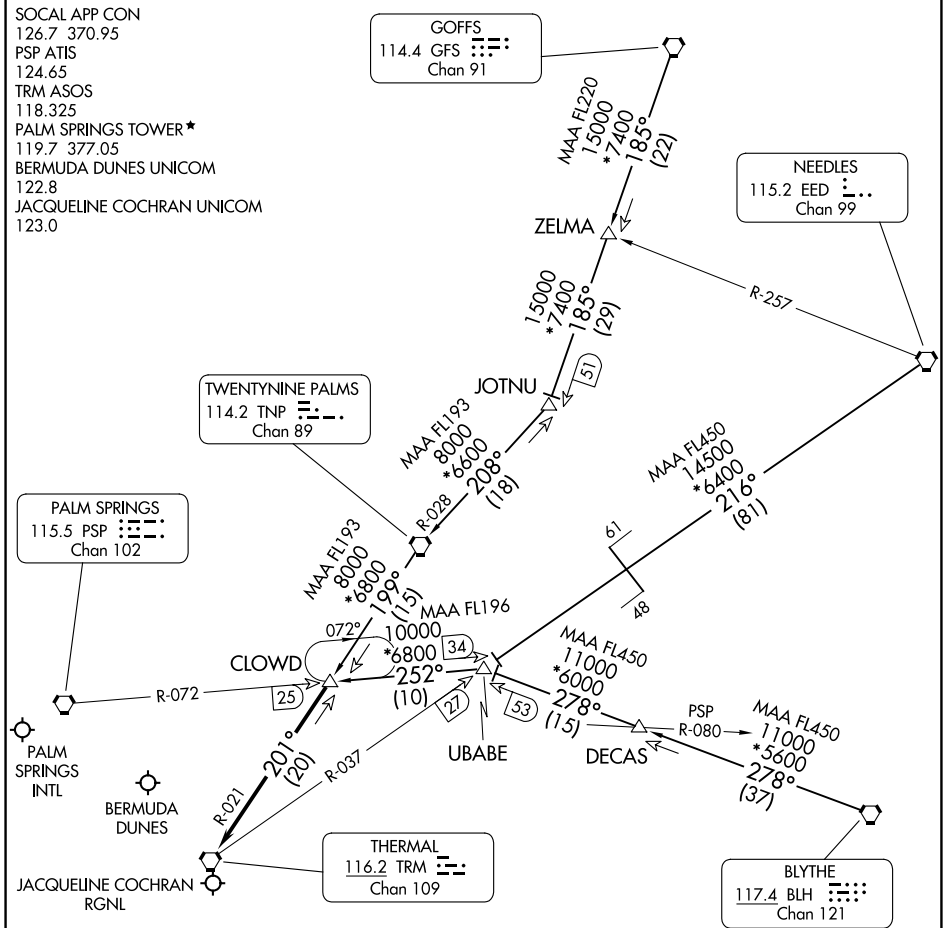 SOCAL APP CON
126.7 370.95
PSP ATIS
124.65
TRM ASOS
118.325
PALM SPRINGS TOWER★
119.7 377.05
BERMUDA DUNES UNICOM
122.8
JACQUELINE COCHRAN UNICOM
123.0
GOFFS
114.4 GFS
Chan 91
MAA FL220
15000
*7400
185°
(22)
NEEDLES
115.2 EED
Chan 99
ZELMA
R-257
15000
*7400
185°
(29)
JOTNU
51
TWENTYNINE PALMS
114.2 TNP
Chan 89
MAA FL193
8000
*6600
208°
(18)
R-028
MAA FL450
14500
*6400
216°
(81)
61
48
PALM SPRINGS
115.5 PSP
Chan 102
MAA FL193
8000
*6800
199°
(15)
MAA FL196
10000
*6800
252°
(10)
072°
34
CLOWD
R-072
25
27
53
MAA FL450
11000
*6000
278°
(15)
UBABE
DECAS
PSP
R-080
MAA FL450
11000
*5600
278°
(37)
PALM
SPRINGS
INTL
BERMUDA
DUNES
201°
(20)
R-021
R-037
JACQUELINE COCHRAN
RGNL
THERMAL
116.2 TRM
Chan 109
BLYTHE
117.4 BLH
Chan 121